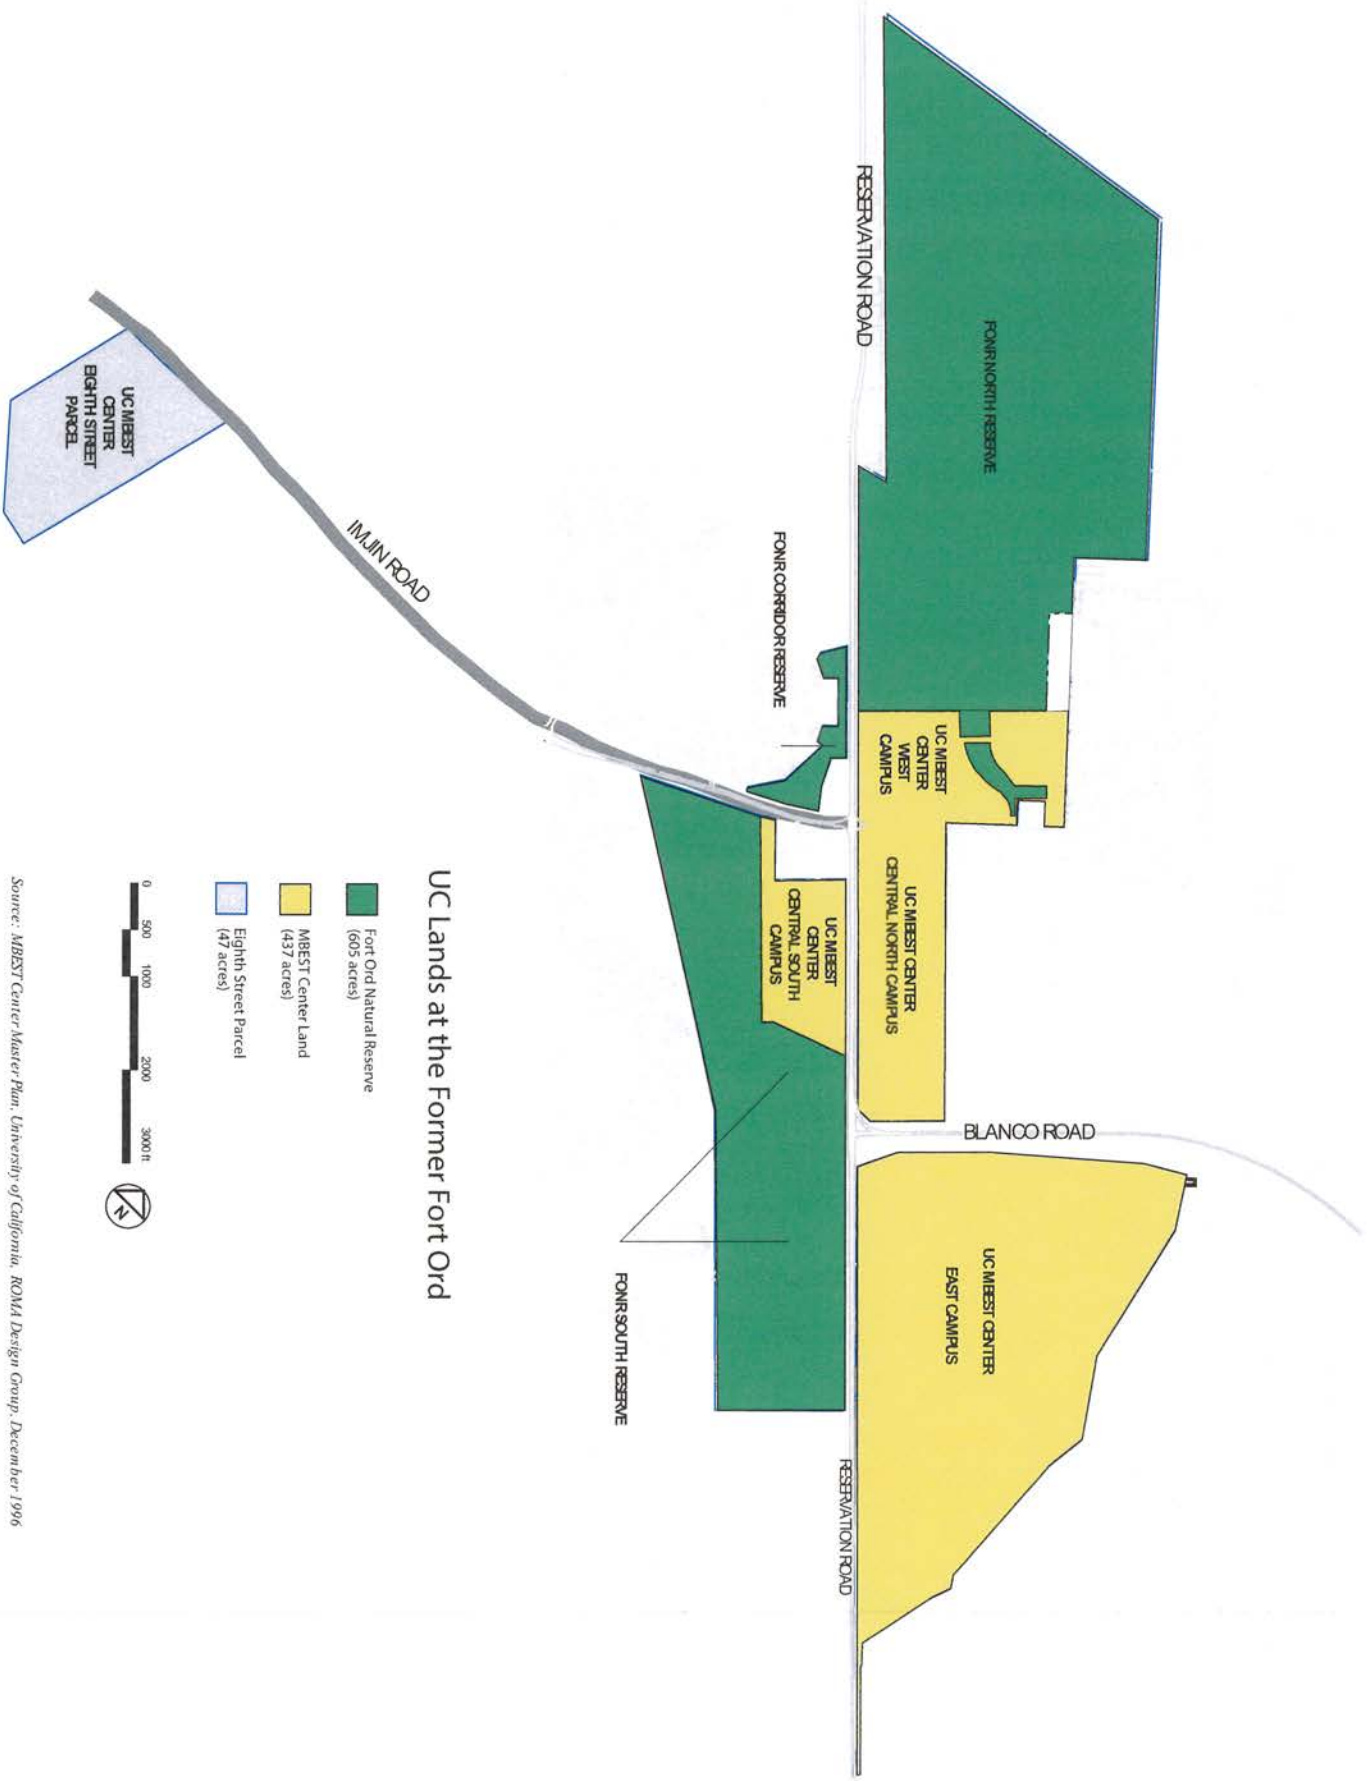 RESERVATION ROAD
FONR NORTH RESERVE
UC MBEST
CENTER
EIGHTH STREET
PARCEL
IMJIN ROAD
FONR CORRIDOR RESERVE
UC MBEST
CENTER
WEST
CAMPUS
UC MBEST CENTER
CENTRAL NORTH CAMPUS
UC MBEST
CENTER
CENTRAL SOUTH
CAMPUS
BLANCO ROAD
UC MBEST CENTER
EAST CAMPUS
FONR SOUTH RESERVE
RESERVATION ROAD
UC Lands at the Former Fort Ord
Fort Ord Natural Reserve
(605 acres)
MBEST Center Land
(437 acres)
Eighth Street Parcel
(47 acres)
0 500 1000 2000 3000 ft
N
Source: MBEST Center Master Plan, University of California, ROMA Design Group, December 1996